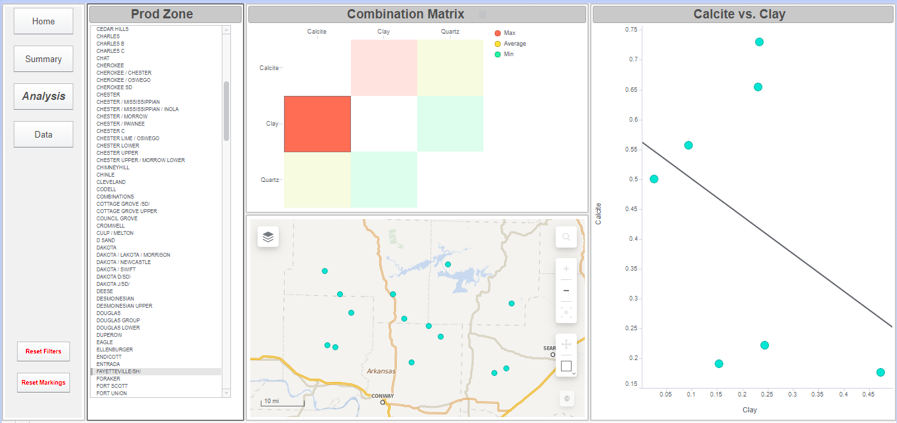 Home
Summary
Analysis
Data
Reset Filters
Reset Markings
Prod Zone
CEDAR HILLS
CHARLES
CHARLES B
CHARLES C
CHAT
CHEROKEE
CHEROKEE / CHESTER
CHEROKEE / OSWEGO
CHEROKEE SD
CHESTER
CHESTER / MISSISSIPPIAN
CHESTER / MISSISSIPPIAN / INOLA
CHESTER / MORROW
CHESTER / PAWNEE
CHESTER C
CHESTER LIME / OSWEGO
CHESTER LOWER
CHESTER UPPER
CHESTER UPPER / MORROW LOWER
CHIMNEYHILL
CHINLE
CLEVELAND
CODELL
COMBINATIONS
COTTAGE GROVE /SD/
COTTAGE GROVE UPPER
COUNCIL GROVE
CROMWELL
CULP / MELTON
D SAND
DAKOTA
DAKOTA / LAKOTA / MORRISON
DAKOTA / NEWCASTLE
DAKOTA / SWIFT
DAKOTA D/SD/
DAKOTA J/SD/
DEESE
DESMOINESIAN
DESMOINESIAN UPPER
DOUGLAS
DOUGLAS GROUP
DOUGLAS LOWER
DUPEROW
EAGLE
ELLENBURGER
ENDICOTT
ENTRADA
FAYETTEVILLE/SH/
FORAKER
FORT SCOTT
FORT UNION
Combination Matrix
Calcite Clay Quartz
Calcite
Clay
Quartz
Max
Average
Min
Arkansas
SEAR
CONWAY
10 mi
Calcite vs. Clay
0.75
0.7
0.65
0.6
0.55
0.5
0.45
0.4
0.35
0.3
0.25
0.2
0.15
Calcite
0.05 0.1 0.15 0.2 0.25 0.3 0.35 0.4 0.45
Clay